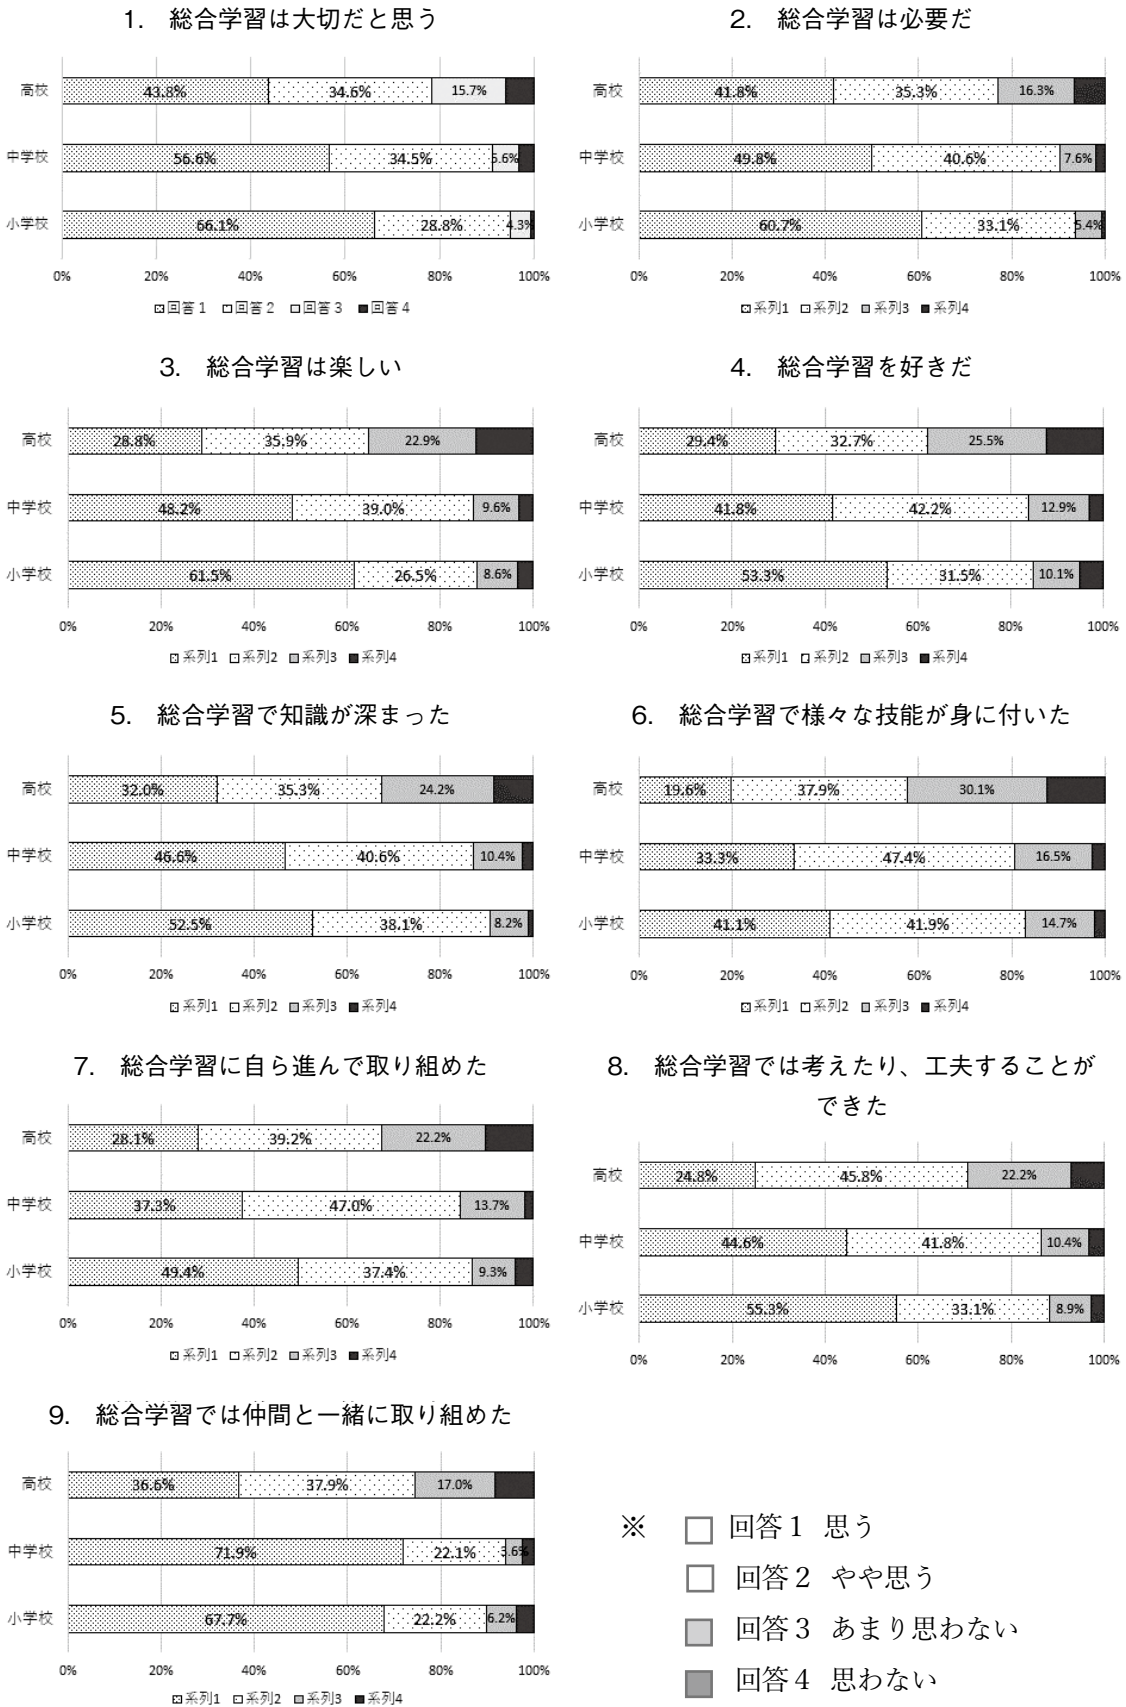 1.　総合学習は大切だと思う
高校 43.8% 34.6% 15.7%
中学校 56.6% 34.5% 5.6%
小学校 66.1% 28.8% 4.3%
0% 20% 40% 60% 80% 100%
回答１ 回答２ 回答３ 回答４
2.　総合学習は必要だ
高校 41.8% 35.3% 16.3%
中学校 49.8% 40.6% 7.6%
小学校 60.7% 33.1% 5.4%
0% 20% 40% 60% 80% 100%
系列1 系列2 系列3 系列4
3.　総合学習は楽しい
高校 28.8% 35.9% 22.9%
中学校 48.2% 39.0% 9.6%
小学校 61.5% 26.5% 8.6%
0% 20% 40% 60% 80% 100%
系列1 系列2 系列3 系列4
4.　総合学習を好きだ
高校 29.4% 32.7% 25.5%
中学校 41.8% 42.2% 12.9%
小学校 53.3% 31.5% 10.1%
0% 20% 40% 60% 80% 100%
系列1 系列2 系列3 系列4
5.　総合学習で知識が深まった
高校 32.0% 35.3% 24.2%
中学校 46.6% 40.6% 10.4%
小学校 52.5% 38.1% 8.2%
0% 20% 40% 60% 80% 100%
系列1 系列2 系列3 系列4
6.　総合学習で様々な技能が身に付いた
高校 19.6% 37.9% 30.1%
中学校 33.3% 47.4% 16.5%
小学校 41.1% 41.9% 14.7%
0% 20% 40% 60% 80% 100%
系列1 系列2 系列3 系列4
7.　総合学習に自ら進んで取り組めた
高校 28.1% 39.2% 22.2%
中学校 37.3% 47.0% 13.7%
小学校 49.4% 37.4% 9.3%
0% 20% 40% 60% 80% 100%
系列1 系列2 系列3 系列4
8.　総合学習では考えたり、工夫することが
できた
高校 24.8% 45.8% 22.2%
中学校 44.6% 41.8% 10.4%
小学校 55.3% 33.1% 8.9%
0% 20% 40% 60% 80% 100%
9.　総合学習では仲間と一緒に取り組めた
高校 36.6% 37.9% 17.0%
中学校 71.9% 22.1% 3.6%
小学校 67.7% 22.2% 6.2%
0% 20% 40% 60% 80% 100%
系列1 系列2 系列3 系列4
※ 回答１ 思う
回答２ やや思う
回答３ あまり思わない
回答４ 思わない